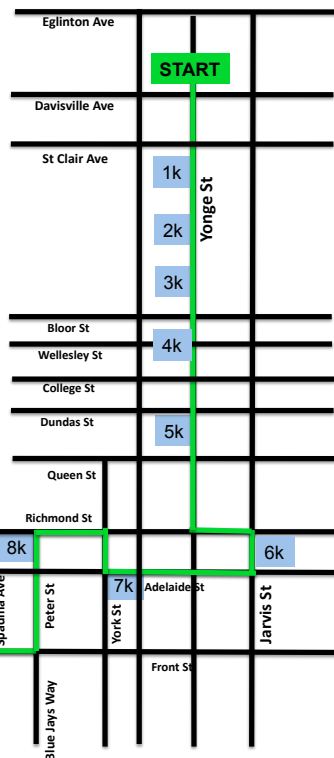 Eglinton Ave
START
Davisville Ave
St Clair Ave
1k
Yonge St
2k
3k
Bloor St
4k
Wellesley St
College St
Dundas St
5k
Queen St
Richmond St
8k
6k
7k
Adelaide St
Spadina Ave
Peter St
York St
Jarvis St
Front St
Blue Jays Way